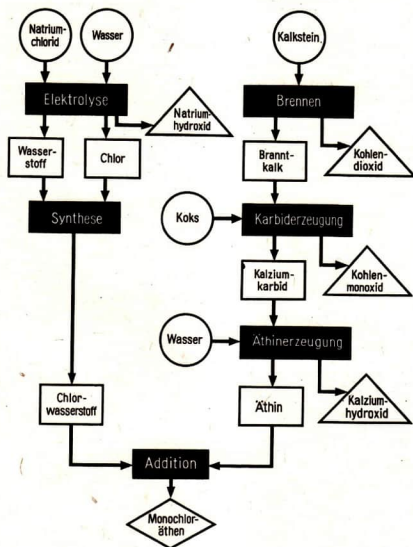 Natrium-
chlorid
Wasser
Kalkstein
Elektrolyse
Brennen
Natrium-
hydroxid
Kohlen-
dioxid
Wasser-
stoff
Chlor
Brannt-
kalk
Synthese
Koks
Karbiderzeugung
Kalzium-
karbid
Kohlen-
monoxid
Wasser
Äthinerzeugung
Chlor-
wasserstoff
Äthin
Kalzium-
hydroxid
Addition
Monochlor-
äthen